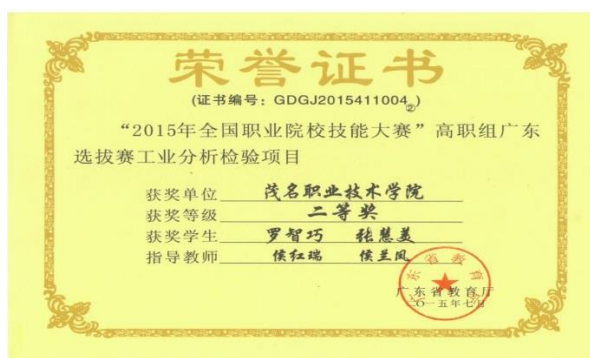 荣誉证书
(证书编号：GDGJ2015411004②)
“2015年全国职业院校技能大赛”高职组广东
选拔赛工业分析检验项目
获奖单位 茂名职业技术学院
获奖等级 二等奖
获奖学生 罗智巧 张慧美
指导教师 侯红瑞 侯兰凤
广东省教育厅
二〇一五年七月